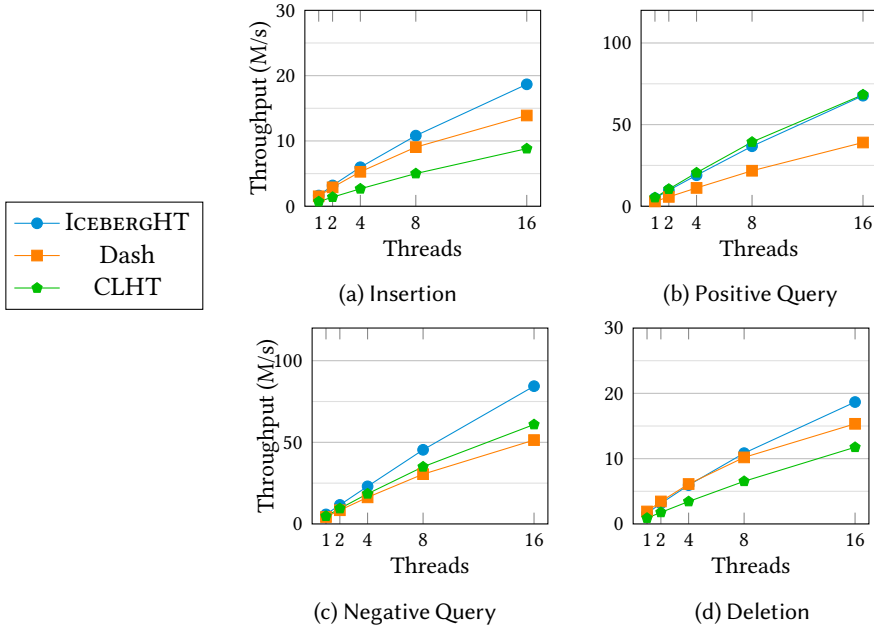 30
20
10
0
Throughput (M/s)
1 2 4 8 16
Threads
(a) Insertion
100
50
0
1 2 4 8 16
Threads
(b) Positive Query
ICEBERGHT
Dash
CLHT
100
50
0
Throughput (M/s)
1 2 4 8 16
Threads
(c) Negative Query
30
20
10
0
1 2 4 8 16
Threads
(d) Deletion